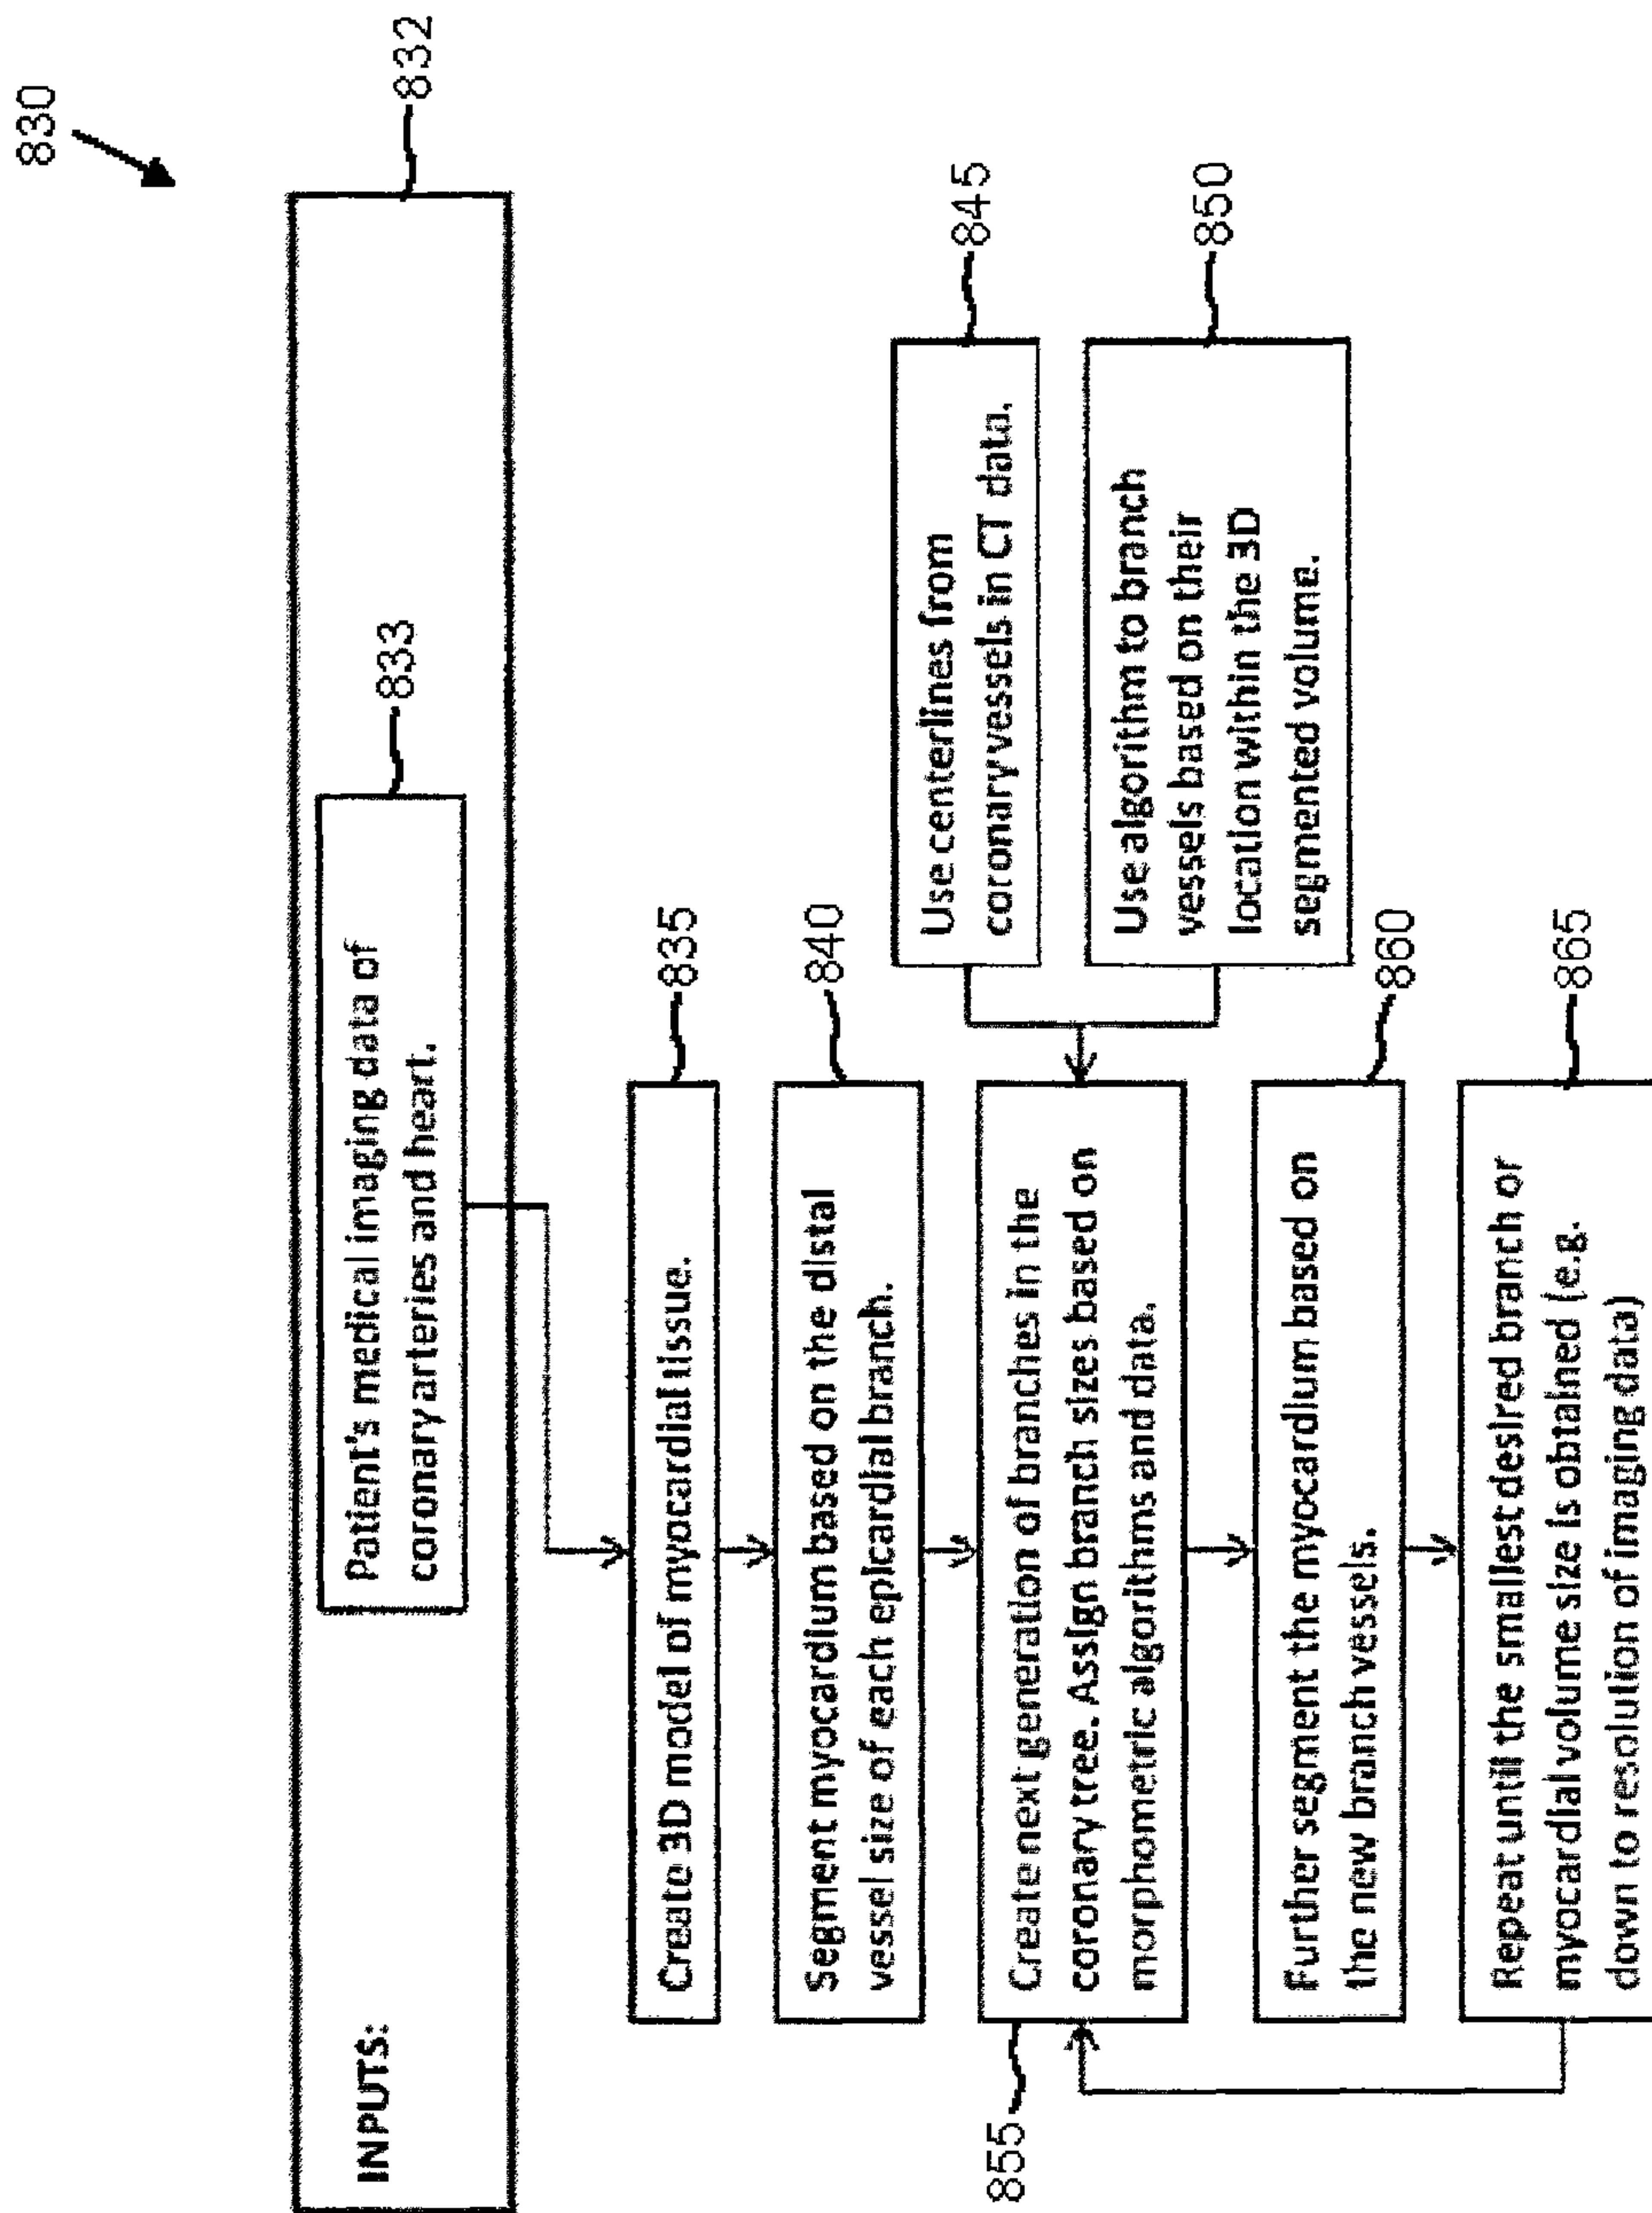 830
832
INPUTS:
833
Patient's medical imaging data of
coronary arteries and heart.
835
Create 3D model of myocardial tissue.
840
Segment myocardium based on the distal
vessel size of each epicardial branch.
845
Use centerlines from
coronary vessels in CT data.
850
Use algorithm to branch
vessels based on their
location within the 3D
segmented volume.
855
Create next generation of branches in the
coronary tree. Assign branch sizes based on
morphometric algorithms and data.
860
Further segment the myocardium based on
the new branch vessels.
865
Repeat until the smallest desired branch or
myocardial volume size is obtained (e.g.
down to resolution of imaging data)